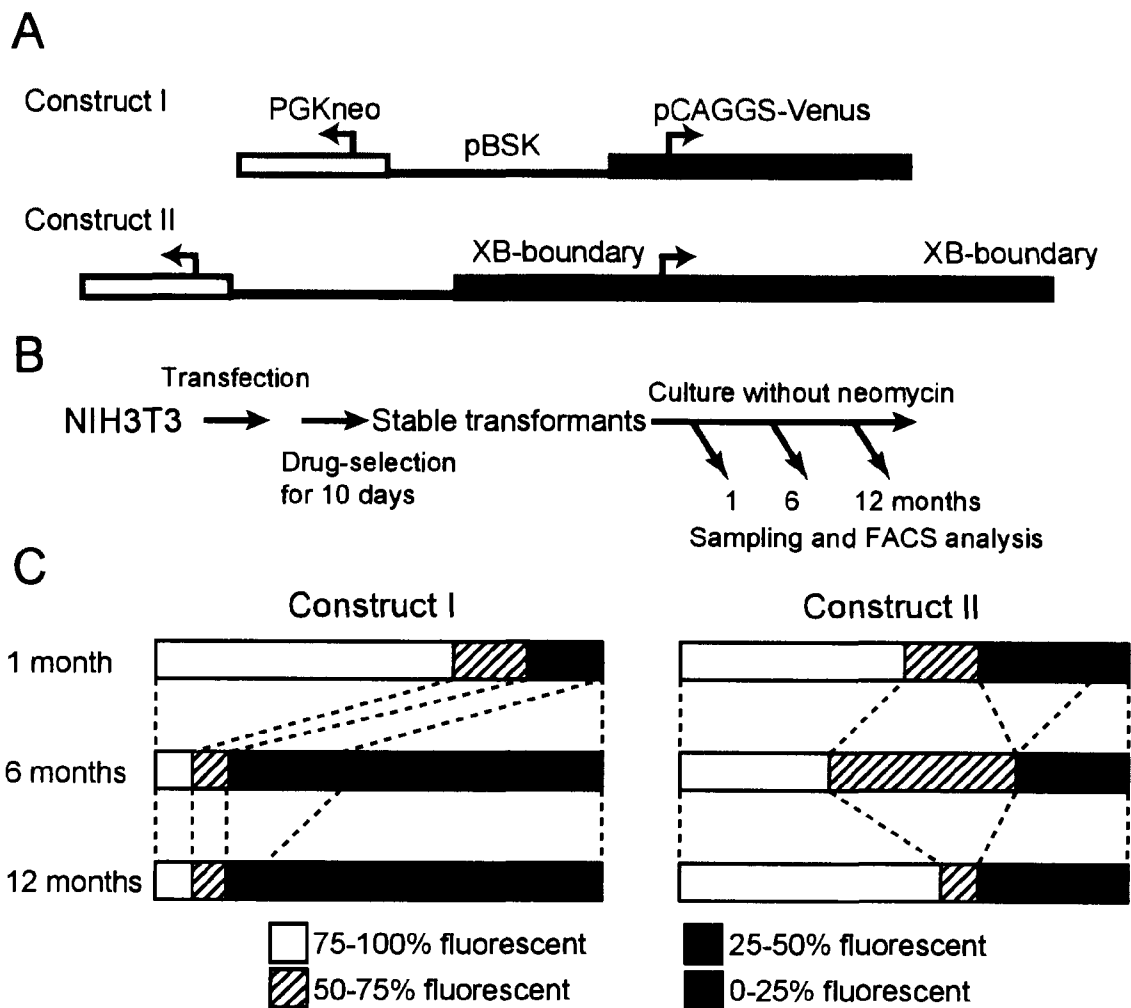 A
Construct I
PGKneo
pBSK
pCAGGS-Venus
Construct II
XB-boundary
XB-boundary
B
Transfection
NIH3T3
Stable transformants
Drug-selection
for 10 days
Culture without neomycin
1 6 12 months
Sampling and FACS analysis
C
Construct I
Construct II
1 month
6 months
12 months
75-100% fluorescent
50-75% fluorescent
25-50% fluorescent
0-25% fluorescent